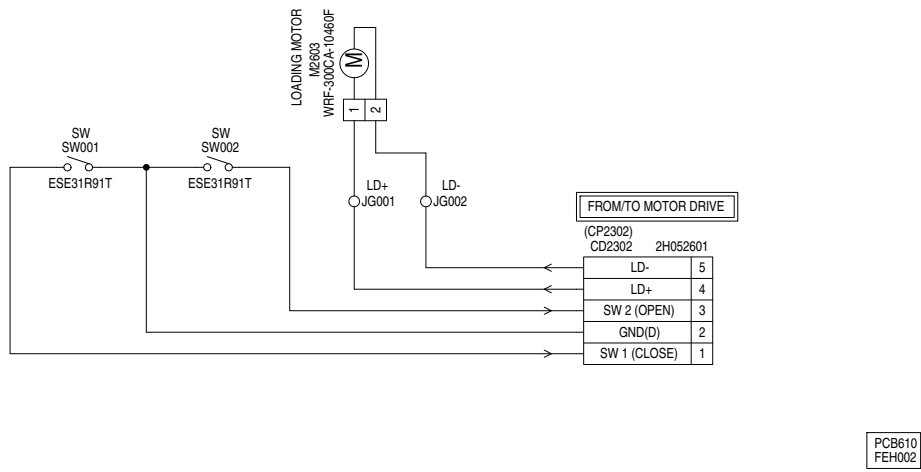 LOADING MOTOR
M2603
WRF-300CA-10460F
M
1
2
SW
SW001
ESE31R91T
SW
SW002
ESE31R91T
LD+
JG001
LD-
JG002
FROM/TO MOTOR DRIVE
(CP2302)
CD2302 2H052601
LD- 5
LD+ 4
SW 2 (OPEN) 3
GND(D) 2
SW 1 (CLOSE) 1
PCB610
FEH002